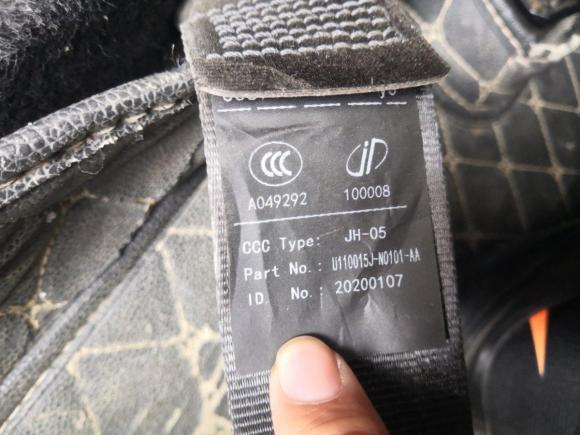 CCC
A049292 100008
CCC Type: JH-05
Part No.: U110015J-N0101-AA
ID. No.: 20200107